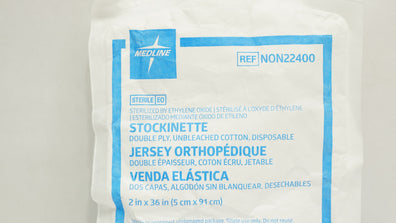 MEDLINE
REF NON22400
STERILE EO
STERILIZED BY ETHYLENE OXIDE | STÉRILISÉ À L'OXYDE D'ÉTHYLÈNE
| ESTERILIZADO MEDIANTE ÓXIDO DE ETILENO
STOCKINETTE
DOUBLE PLY, UNBLEACHED COTTON, DISPOSABLE
JERSEY ORTHOPÉDIQUE
DOUBLE ÉPAISSEUR, COTON ÉCRU, JETABLE
VENDA ELÁSTICA
DOS CAPAS, ALGODÓN SIN BLANQUEAR, DESECHABLES
2 in x 36 in (5 cm x 91 cm)